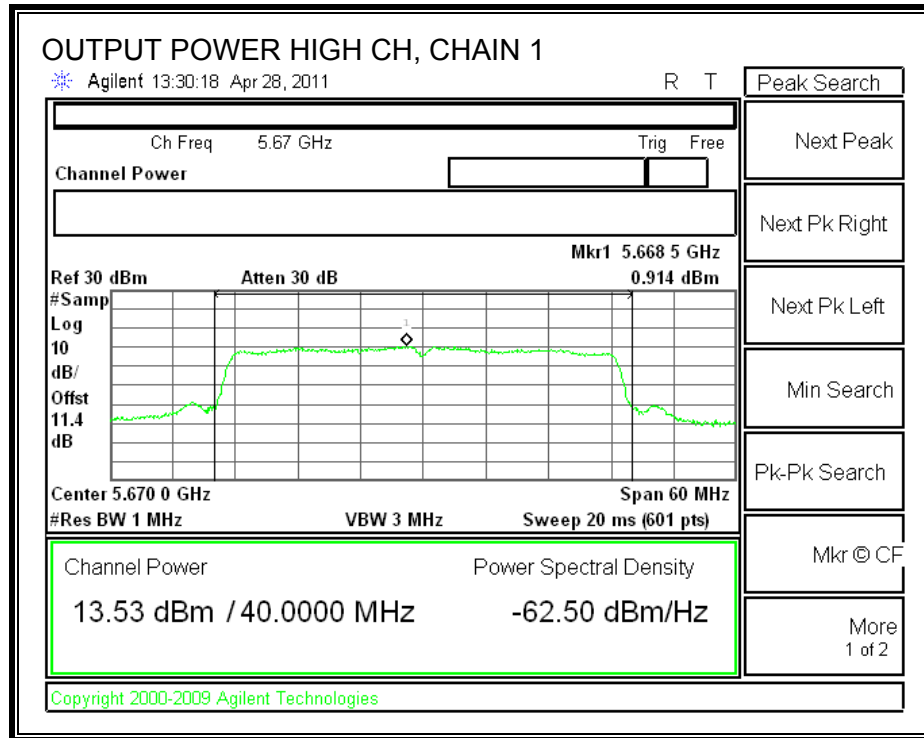 OUTPUT POWER HIGH CH, CHAIN 1
Agilent 13:30:18 Apr 28, 2011 R T
Peak Search
Ch Freq 5.67 GHz Trig Free
Next Peak
Channel Power
Next Pk Right
Mkr1 5.668 5 GHz
Ref 30 dBm Atten 30 dB 0.914 dBm
#Samp
Next Pk Left
Log
1
10
dB/
Offst
Min Search
11.4
dB
Pk-Pk Search
Center 5.670 0 GHz Span 60 MHz
#Res BW 1 MHz VBW 3 MHz Sweep 20 ms (601 pts)
Mkr © CF
Channel Power Power Spectral Density
13.53 dBm / 40.0000 MHz -62.50 dBm/Hz
More
1 of 2
Copyright 2000-2009 Agilent Technologies